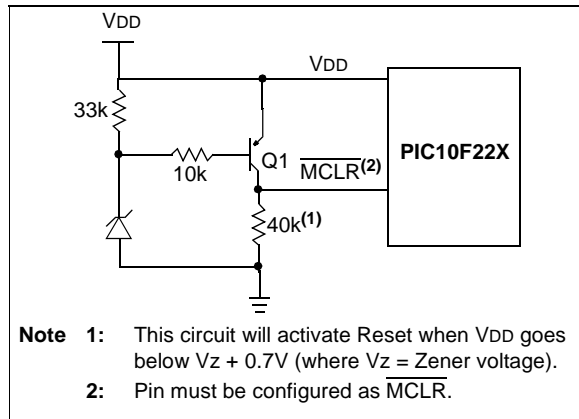 VDD
VDD
33k
Q1
MCLR(2)
PIC10F22X
10k
40k(1)
Note 1: This circuit will activate Reset when VDD goes
below Vz + 0.7V (where Vz = Zener voltage).
2: Pin must be configured as MCLR.